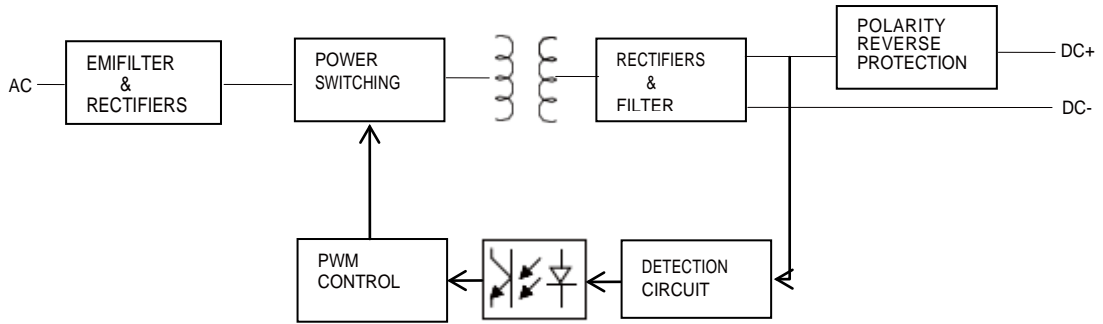 AC
EMIFILTER
&
RECTIFIERS
POWER
SWITCHING
RECTIFIERS
&
FILTER
POLARITY
REVERSE
PROTECTION
DC+
DC-
PWM
CONTROL
DETECTION
CIRCUIT